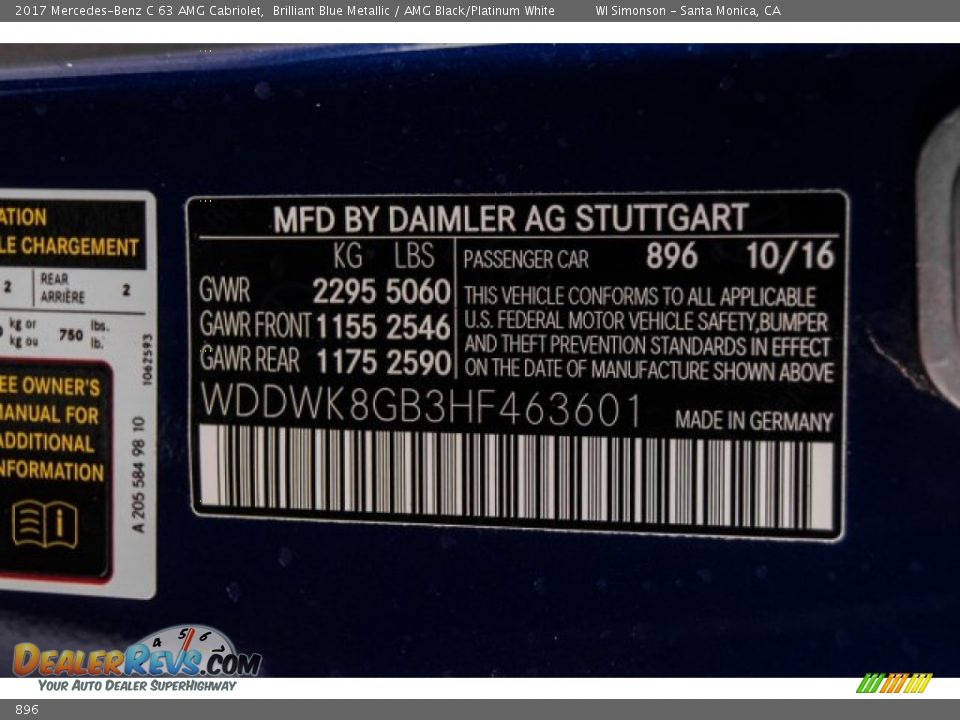 2017 Mercedes-Benz C 63 AMG Cabriolet, Brilliant Blue Metallic / AMG Black/Platinum White WI Simonson - Santa Monica, CA
ATION
LE CHARGEMENT
2 REAR ARRIÈRE 2
kg or 750 lbs.
kg ou lb.
EE OWNER'S
MANUAL FOR
ADDITIONAL
NFORMATION
1062593
A 205 584 98 10
MFD BY DAIMLER AG STUTTGART
KG LBS
GVWR 2295 5060
GAWR FRONT 1155 2546
GAWR REAR 1175 2590
PASSENGER CAR 896 10/16
THIS VEHICLE CONFORMS TO ALL APPLICABLE
U.S. FEDERAL MOTOR VEHICLE SAFETY,BUMPER
AND THEFT PREVENTION STANDARDS IN EFFECT
ON THE DATE OF MANUFACTURE SHOWN ABOVE
WDDWK8GB3HF463601 MADE IN GERMANY
4 5 6 7
DealerRevs.com
Your Auto Dealer SuperHighway
896